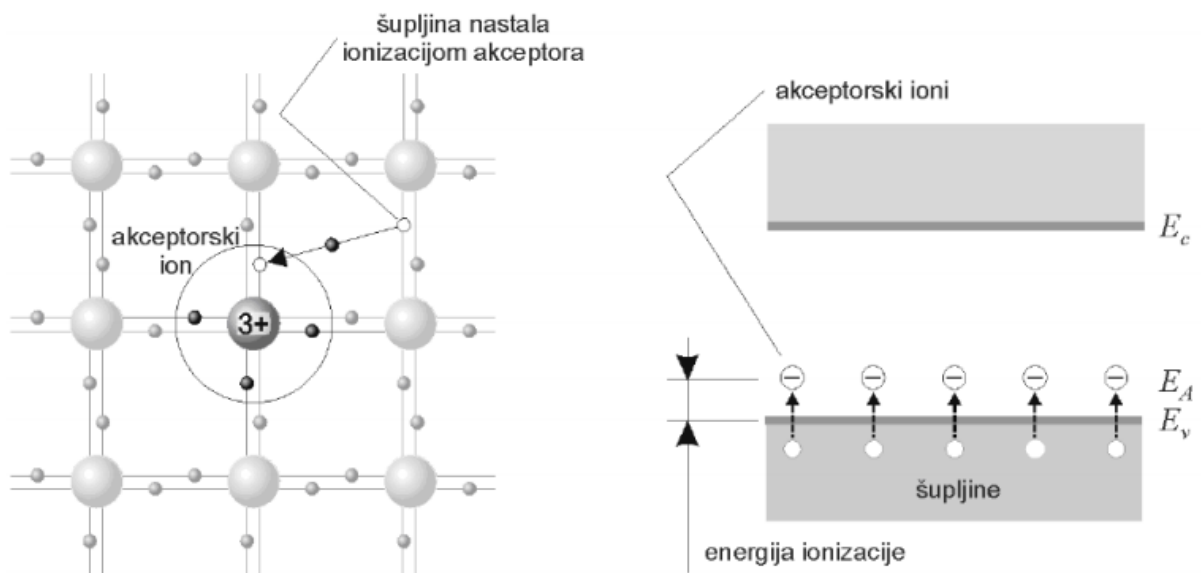 šupljina nastala
ionizacijom akceptora
akceptorski
ion
3+
akceptorski ioni
E_c
E_A
E_v
šupljine
energija ionizacije